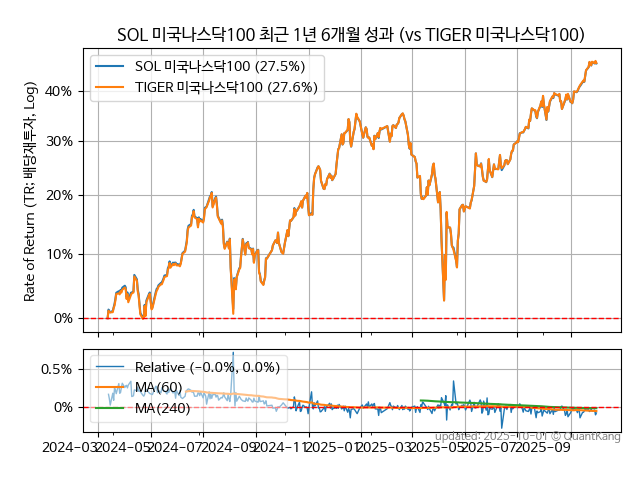 SOL 미국나스닥100 최근 1년 6개월 성과 (vs TIGER 미국나스닥100)
SOL 미국나스닥100 (27.5%)
TIGER 미국나스닥100 (27.6%)
Rate of Return (TR: 배당재투자, Log)
40%
30%
20%
10%
0%
Relative (−0.0%, 0.0%)
MA(60)
MA(240)
0.5%
0%
2024-03
2024-05
2024-07
2024-09
2024-11
2025-01
2025-03
2025-05
2025-07
2025-09
updated: 2025-10-01 © QuantKang